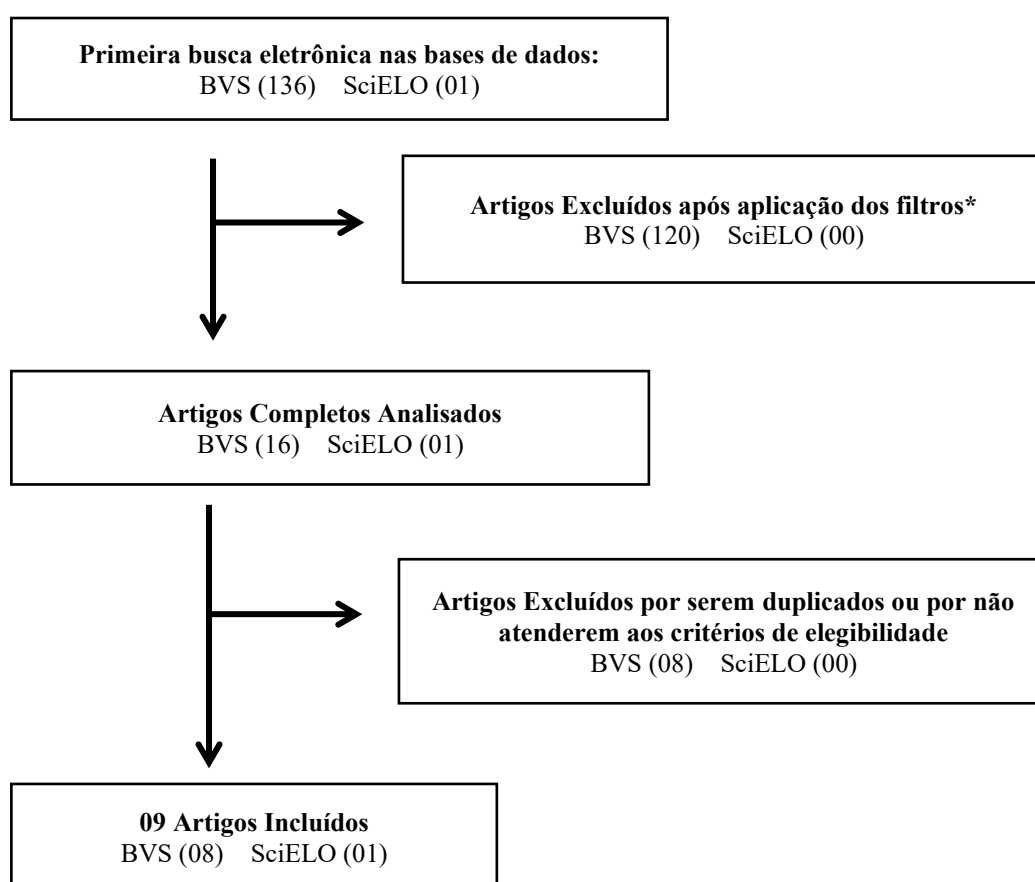 Primeira busca eletrônica nas bases de dados:
BVS (136) SciELO (01)
Artigos Excluídos após aplicação dos filtros*
BVS (120) SciELO (00)
Artigos Completos Analisados
BVS (16) SciELO (01)
Artigos Excluídos por serem duplicados ou por não
atenderem aos critérios de elegibilidade
BVS (08) SciELO (00)
09 Artigos Incluídos
BVS (08) SciELO (01)